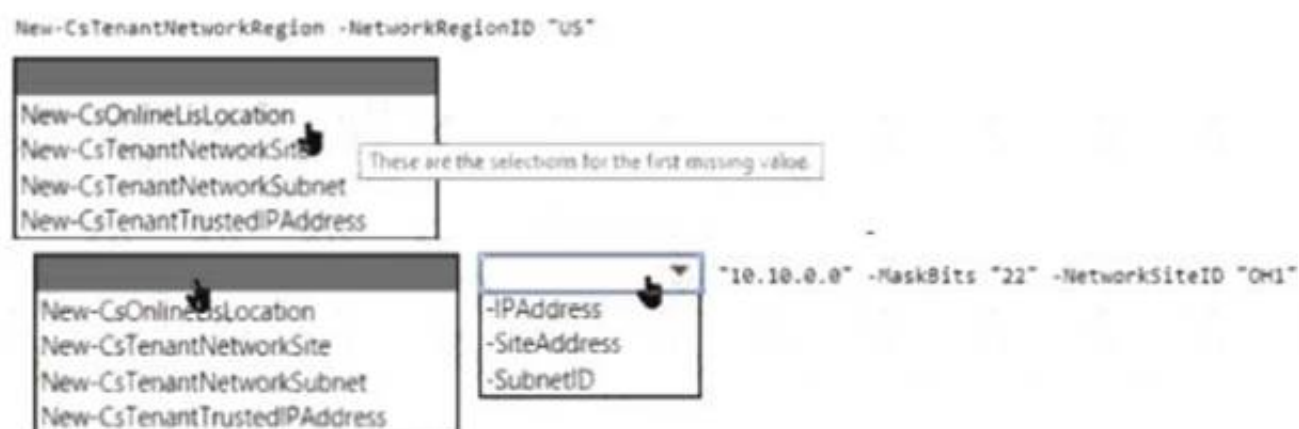 New-CsTenantNetworkRegion -NetworkRegionID "US"
New-CsOnlineLisLocation
New-CsTenantNetworkSite
These are the selections for the first missing value.
New-CsTenantNetworkSubnet
New-CsTenantTrustedIPAddress
"10.10.0.0" -MaskBits "22" -NetworkSiteID "OH1"
New-CsOnlineLisLocation
-IPAddress
New-CsTenantNetworkSite
-SiteAddress
New-CsTenantNetworkSubnet
-SubnetID
New-CsTenantTrustedIPAddress